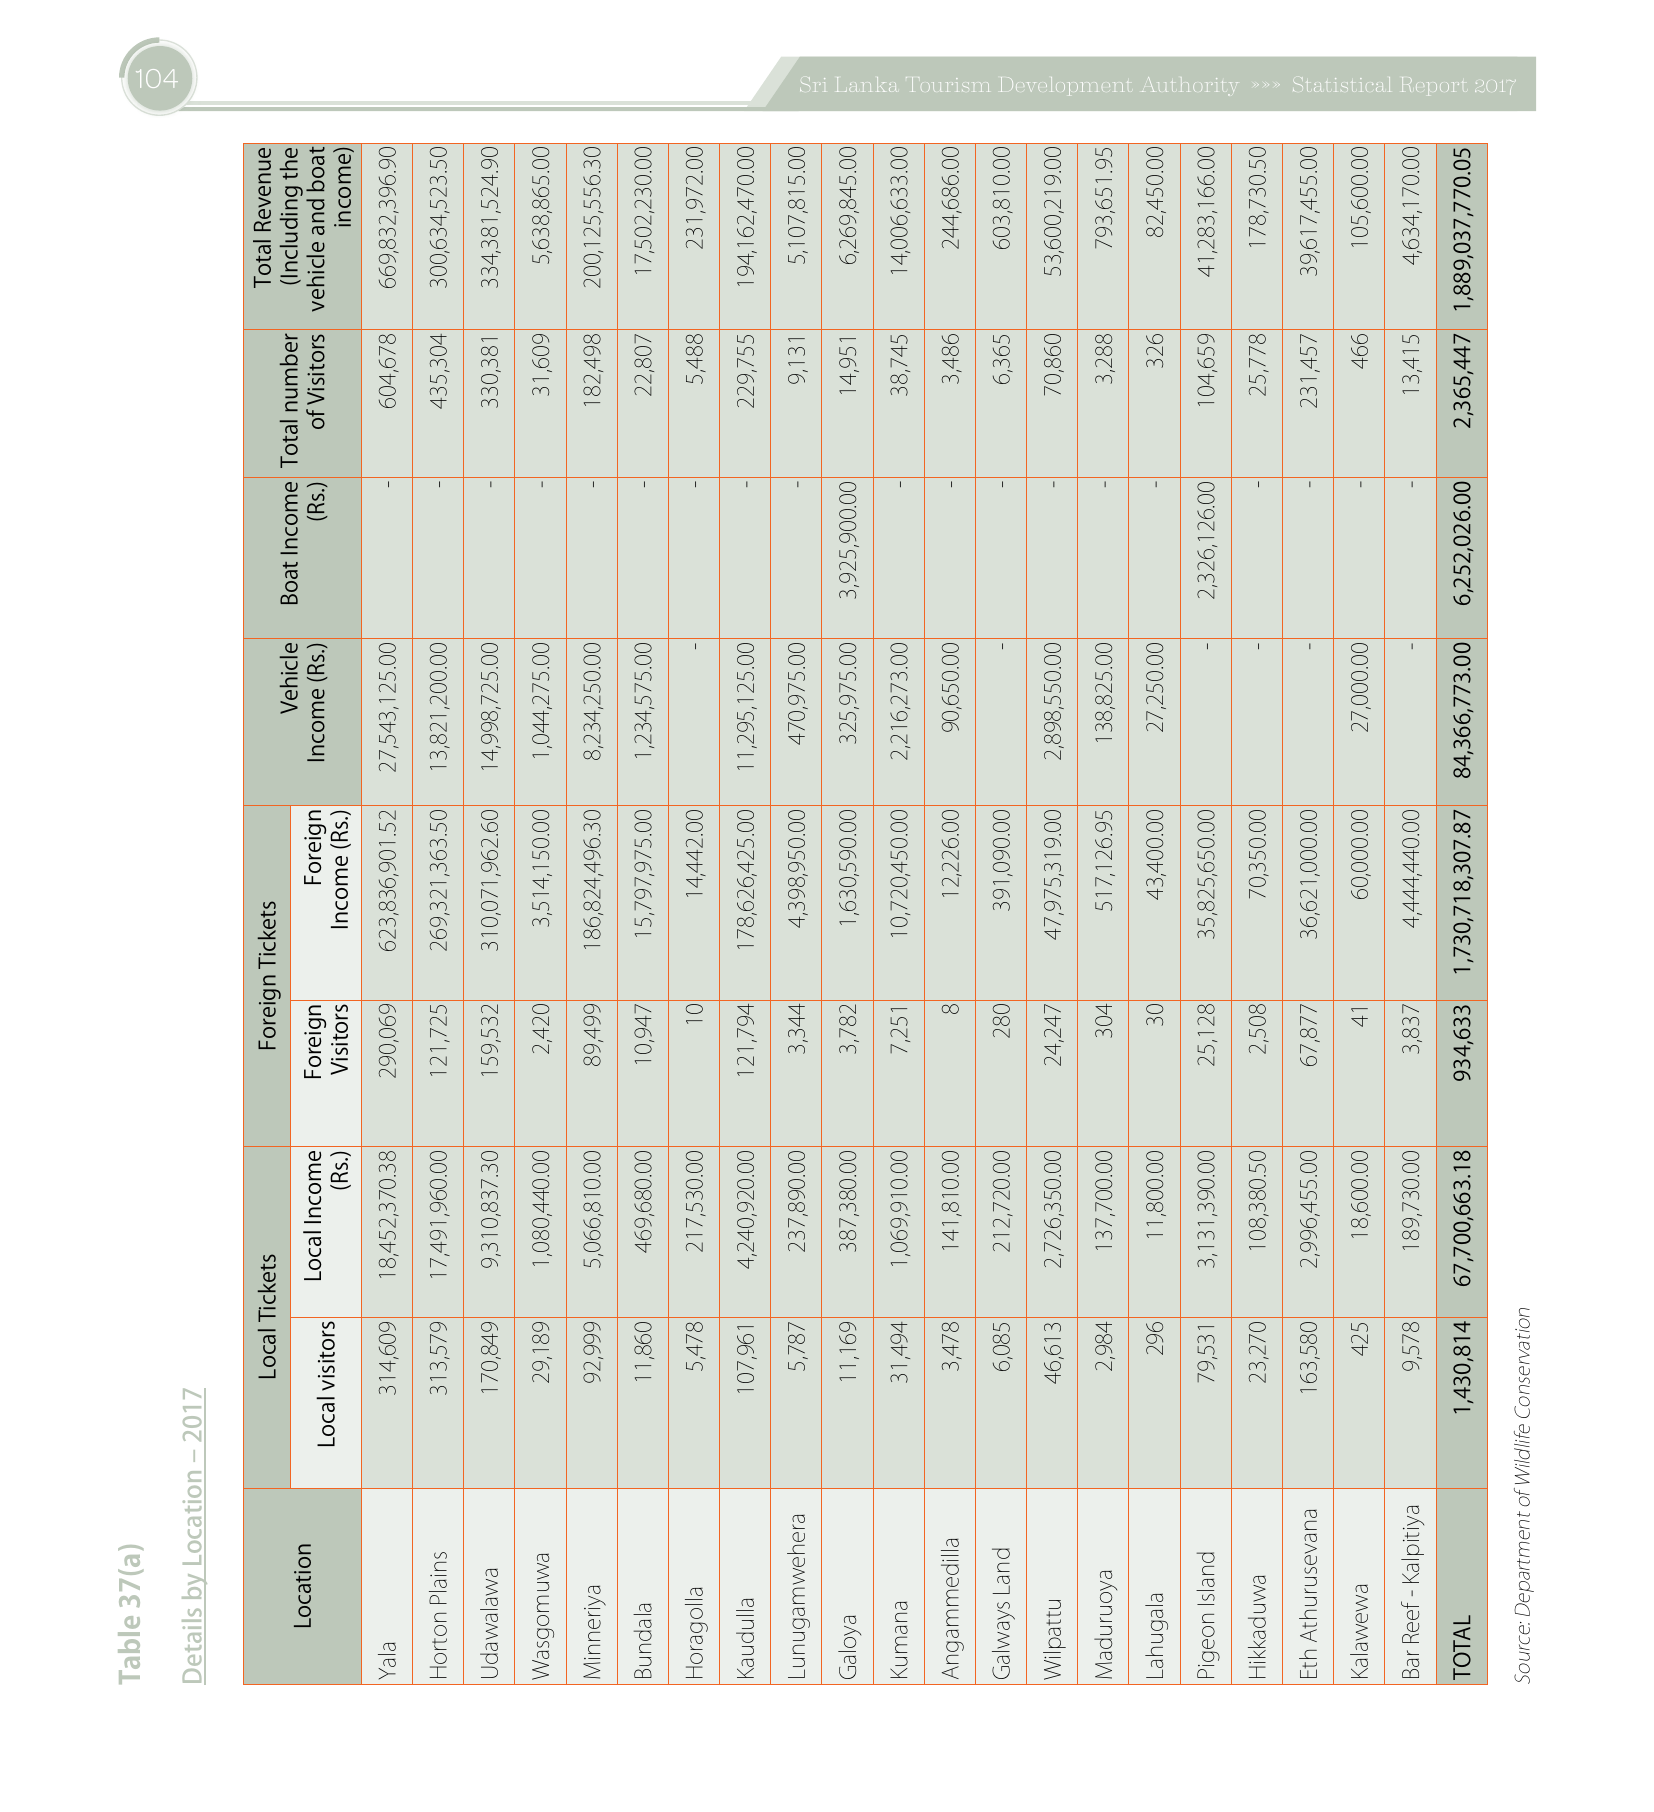 104
Sri Lanka Tourism Development Authority »»» Statistical Report 2017
Table 37(a)
Details by Location – 2017
Location Local Tickets Foreign Tickets Vehicle Income (Rs.) Boat Income (Rs.) Total number of Visitors Total Revenue (Including the vehicle and boat income)
Local visitors Local Income (Rs.) Foreign Visitors Foreign Income (Rs.)
Yala 314,609 18,452,370.38 290,069 623,836,901.52 27,543,125.00 - 604,678 669,832,396.90
Horton Plains 313,579 17,491,960.00 121,725 269,321,363.50 13,821,200.00 - 435,304 300,634,523.50
Udawalawa 170,849 9,310,837.30 159,532 310,071,962.60 14,998,725.00 - 330,381 334,381,524.90
Wasgomuwa 29,189 1,080,440.00 2,420 3,514,150.00 1,044,275.00 - 31,609 5,638,865.00
Minneriya 92,999 5,066,810.00 89,499 186,824,496.30 8,234,250.00 - 182,498 200,125,556.30
Bundala 11,860 469,680.00 10,947 15,797,975.00 1,234,575.00 - 22,807 17,502,230.00
Horagolla 5,478 217,530.00 10 14,442.00 - - 5,488 231,972.00
Kaudulla 107,961 4,240,920.00 121,794 178,626,425.00 11,295,125.00 - 229,755 194,162,470.00
Lunugamwehera 5,787 237,890.00 3,344 4,398,950.00 470,975.00 - 9,131 5,107,815.00
Galoya 11,169 387,380.00 3,782 1,630,590.00 325,975.00 3,925,900.00 14,951 6,269,845.00
Kumana 31,494 1,069,910.00 7,251 10,720,450.00 2,216,273.00 - 38,745 14,006,633.00
Angammedilla 3,478 141,810.00 8 12,226.00 90,650.00 - 3,486 244,686.00
Galways Land 6,085 212,720.00 280 391,090.00 - - 6,365 603,810.00
Wilpattu 46,613 2,726,350.00 24,247 47,975,319.00 2,898,550.00 - 70,860 53,600,219.00
Maduruoya 2,984 137,700.00 304 517,126.95 138,825.00 - 3,288 793,651.95
Lahugala 296 11,800.00 30 43,400.00 27,250.00 - 326 82,450.00
Pigeon Island 79,531 3,131,390.00 25,128 35,825,650.00 - 2,326,126.00 104,659 41,283,166.00
Hikkaduwa 23,270 108,380.50 2,508 70,350.00 - - 25,778 178,730.50
Eth Athurusevana 163,580 2,996,455.00 67,877 36,621,000.00 - - 231,457 39,617,455.00
Kalawewa 425 18,600.00 41 60,000.00 27,000.00 - 466 105,600.00
Bar Reef - Kalpitiya 9,578 189,730.00 3,837 4,444,440.00 - - 13,415 4,634,170.00
TOTAL 1,430,814 67,700,663.18 934,633 1,730,718,307.87 84,366,773.00 6,252,026.00 2,365,447 1,889,037,770.05
Source: Department of Wildlife Conservation